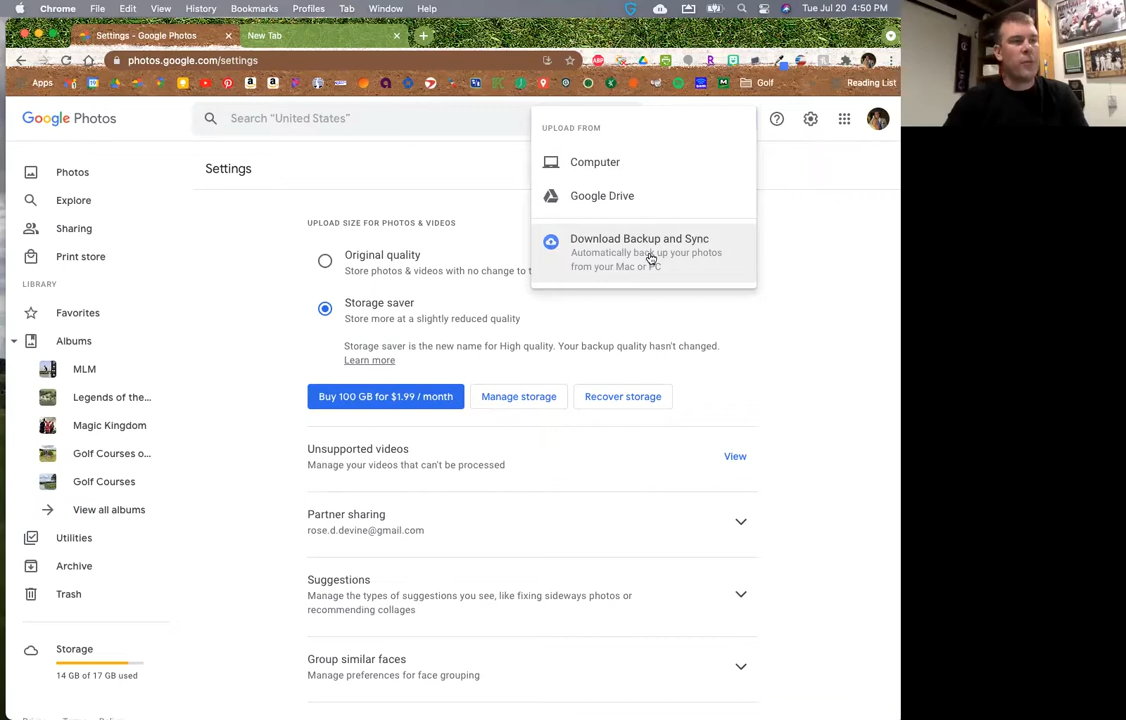 Chrome File Edit View History Bookmarks Profiles Tab Window Help Tue Jul 20 4:50 PM
Settings - Google Photos New Tab
photos.google.com/settings
Apps Golf Reading List
Google Photos
Search "United States"
Settings
Photos
Explore
Sharing
Print store
LIBRARY
Favorites
Albums
MLM
Legends of the...
Magic Kingdom
Golf Courses o...
Golf Courses
View all albums
Utilities
Archive
Trash
Storage
14 GB of 17 GB used
UPLOAD FROM
Computer
Google Drive
Download Backup and Sync
Automatically back up your photos
from your Mac or PC
UPLOAD SIZE FOR PHOTOS & VIDEOS
Original quality
Store photos & videos with no change to t
Storage saver
Store more at a slightly reduced quality
Storage saver is the new name for High quality. Your backup quality hasn't changed.
Learn more
Buy 100 GB for $1.99 / month Manage storage Recover storage
Unsupported videos
Manage your videos that can't be processed
View
Partner sharing
rose.d.devine@gmail.com
Suggestions
Manage the types of suggestions you see, like fixing sideways photos or
recommending collages
Group similar faces
Manage preferences for face grouping